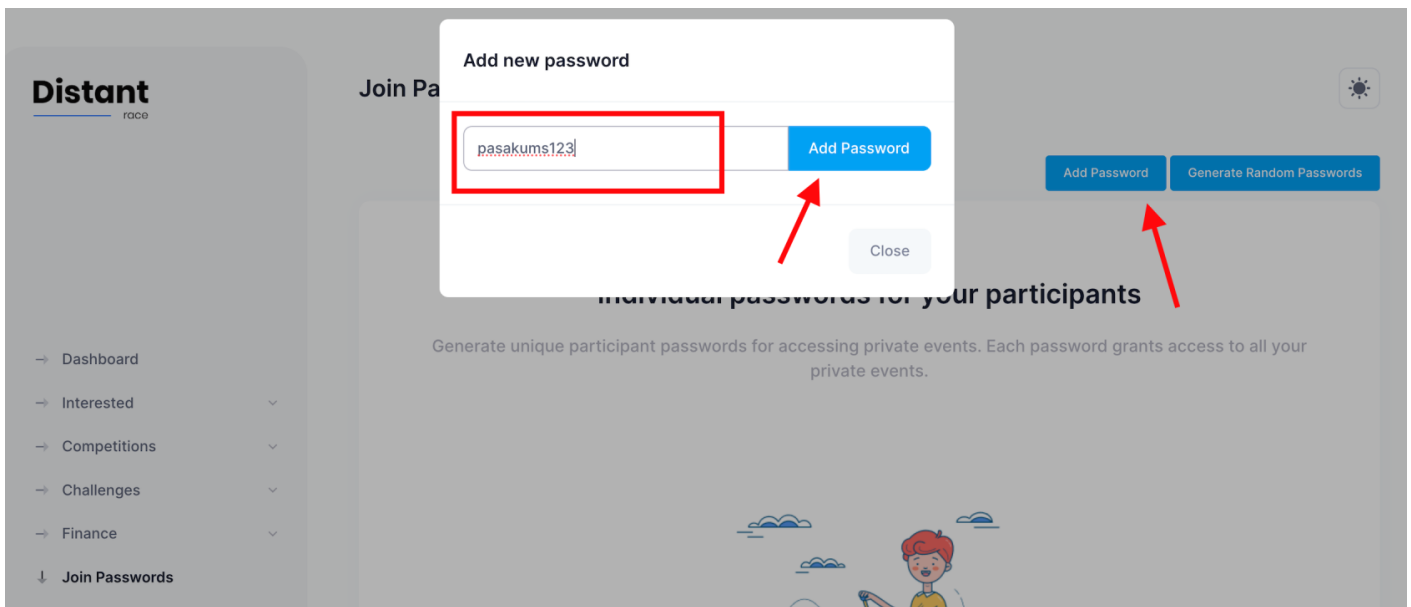 Add new password
Distant
race
Join Pa
pasakums123
Add Password
Add Password
Generate Random Passwords
Close
Individual passwords for your participants
Generate unique participant passwords for accessing private events. Each password grants access to all your
private events.
Dashboard
Interested
Competitions
Challenges
Finance
Join Passwords